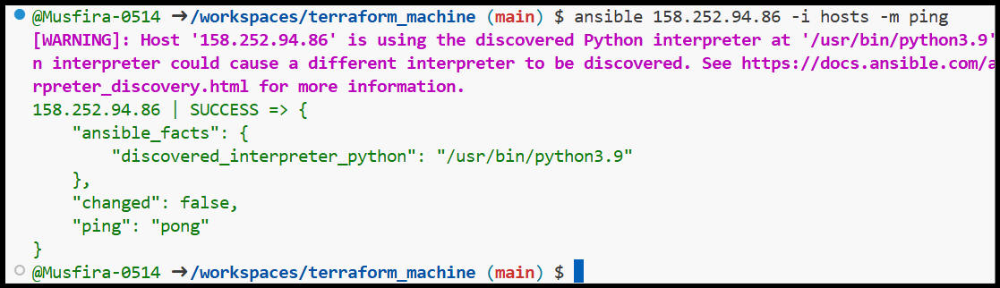 @Musfira-0514 ➜/workspaces/terraform_machine (main) $ ansible 158.252.94.86 -i hosts -m ping
[WARNING]: Host '158.252.94.86' is using the discovered Python interpreter at '/usr/bin/python3.9'
n interpreter could cause a different interpreter to be discovered. See https://docs.ansible.com/a
rpreter_discovery.html for more information.
158.252.94.86 | SUCCESS => {
    "ansible_facts": {
        "discovered_interpreter_python": "/usr/bin/python3.9"
    },
    "changed": false,
    "ping": "pong"
}
@Musfira-0514 ➜/workspaces/terraform_machine (main) $